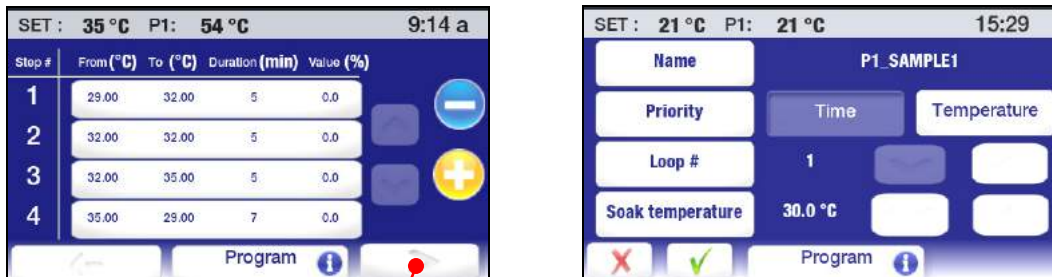 SET : 35 °C P1: 54 °C 9:14 a
Step # From (°C) To (°C) Duration (min) Value (%)
1 29.00 32.00 5 0.0
2 32.00 32.00 5 0.0
3 32.00 35.00 5 0.0
4 35.00 29.00 7 0.0
Program i
SET : 21 °C P1: 21 °C 15:29
Name P1_SAMPLE1
Priority Time Temperature
Loop # 1
Soak temperature 30.0 °C
Program i